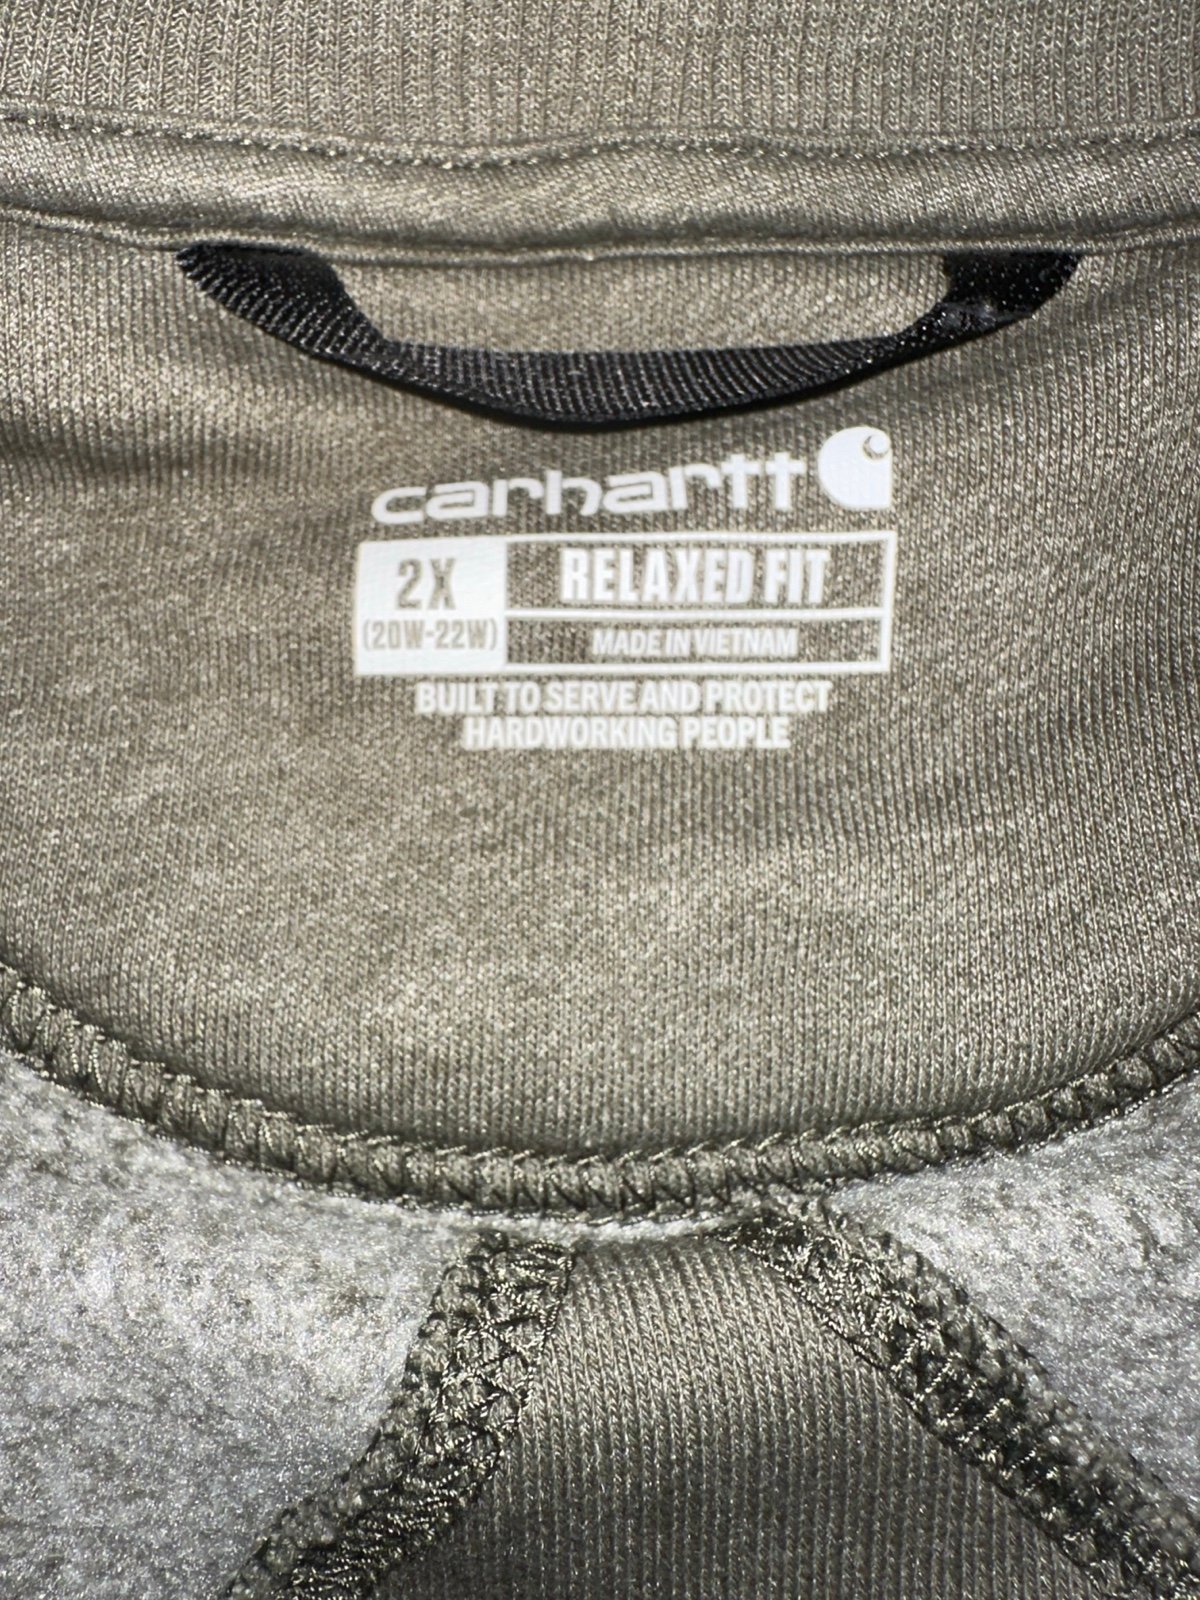 carhartt
2X
(20W-22W)
RELAXED FIT
MADE IN VIETNAM
BUILT TO SERVE AND PROTECT
HARDWORKING PEOPLE